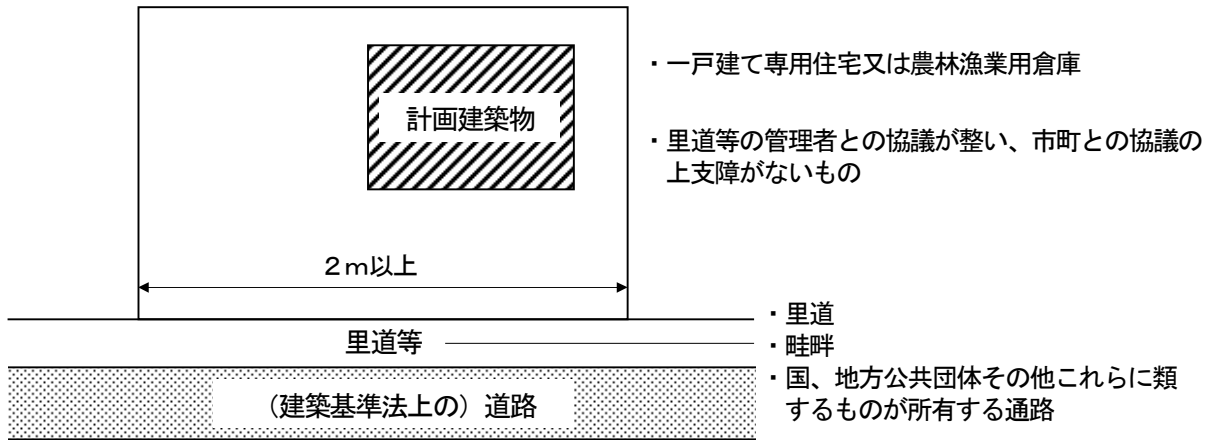 ・一戸建て専用住宅又は農林漁業用倉庫
計画建築物
・里道等の管理者との協議が整い、市町との協議の
上支障がないもの
2m以上
・里道
里道等
・畦畔
・国、地方公共団体その他これらに類
するものが所有する通路
（建築基準法上の）道路